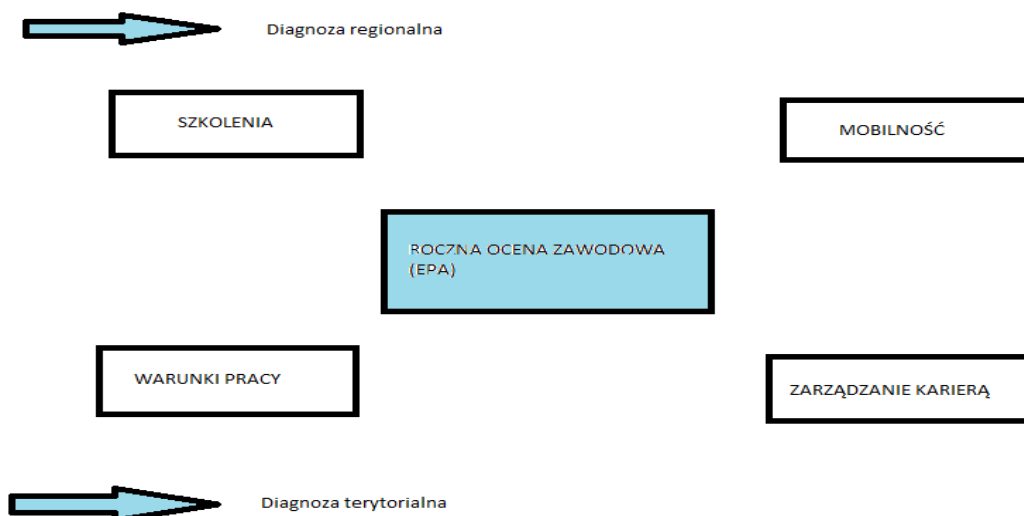 Diagnoza regionalna
SZKOLENIA
MOBILNOŚĆ
ROCZNA OCENA ZAWODOWA
(EPA)
WARUNKI PRACY
ZARZĄDZANIE KARIERĄ
Diagnoza terytorialna